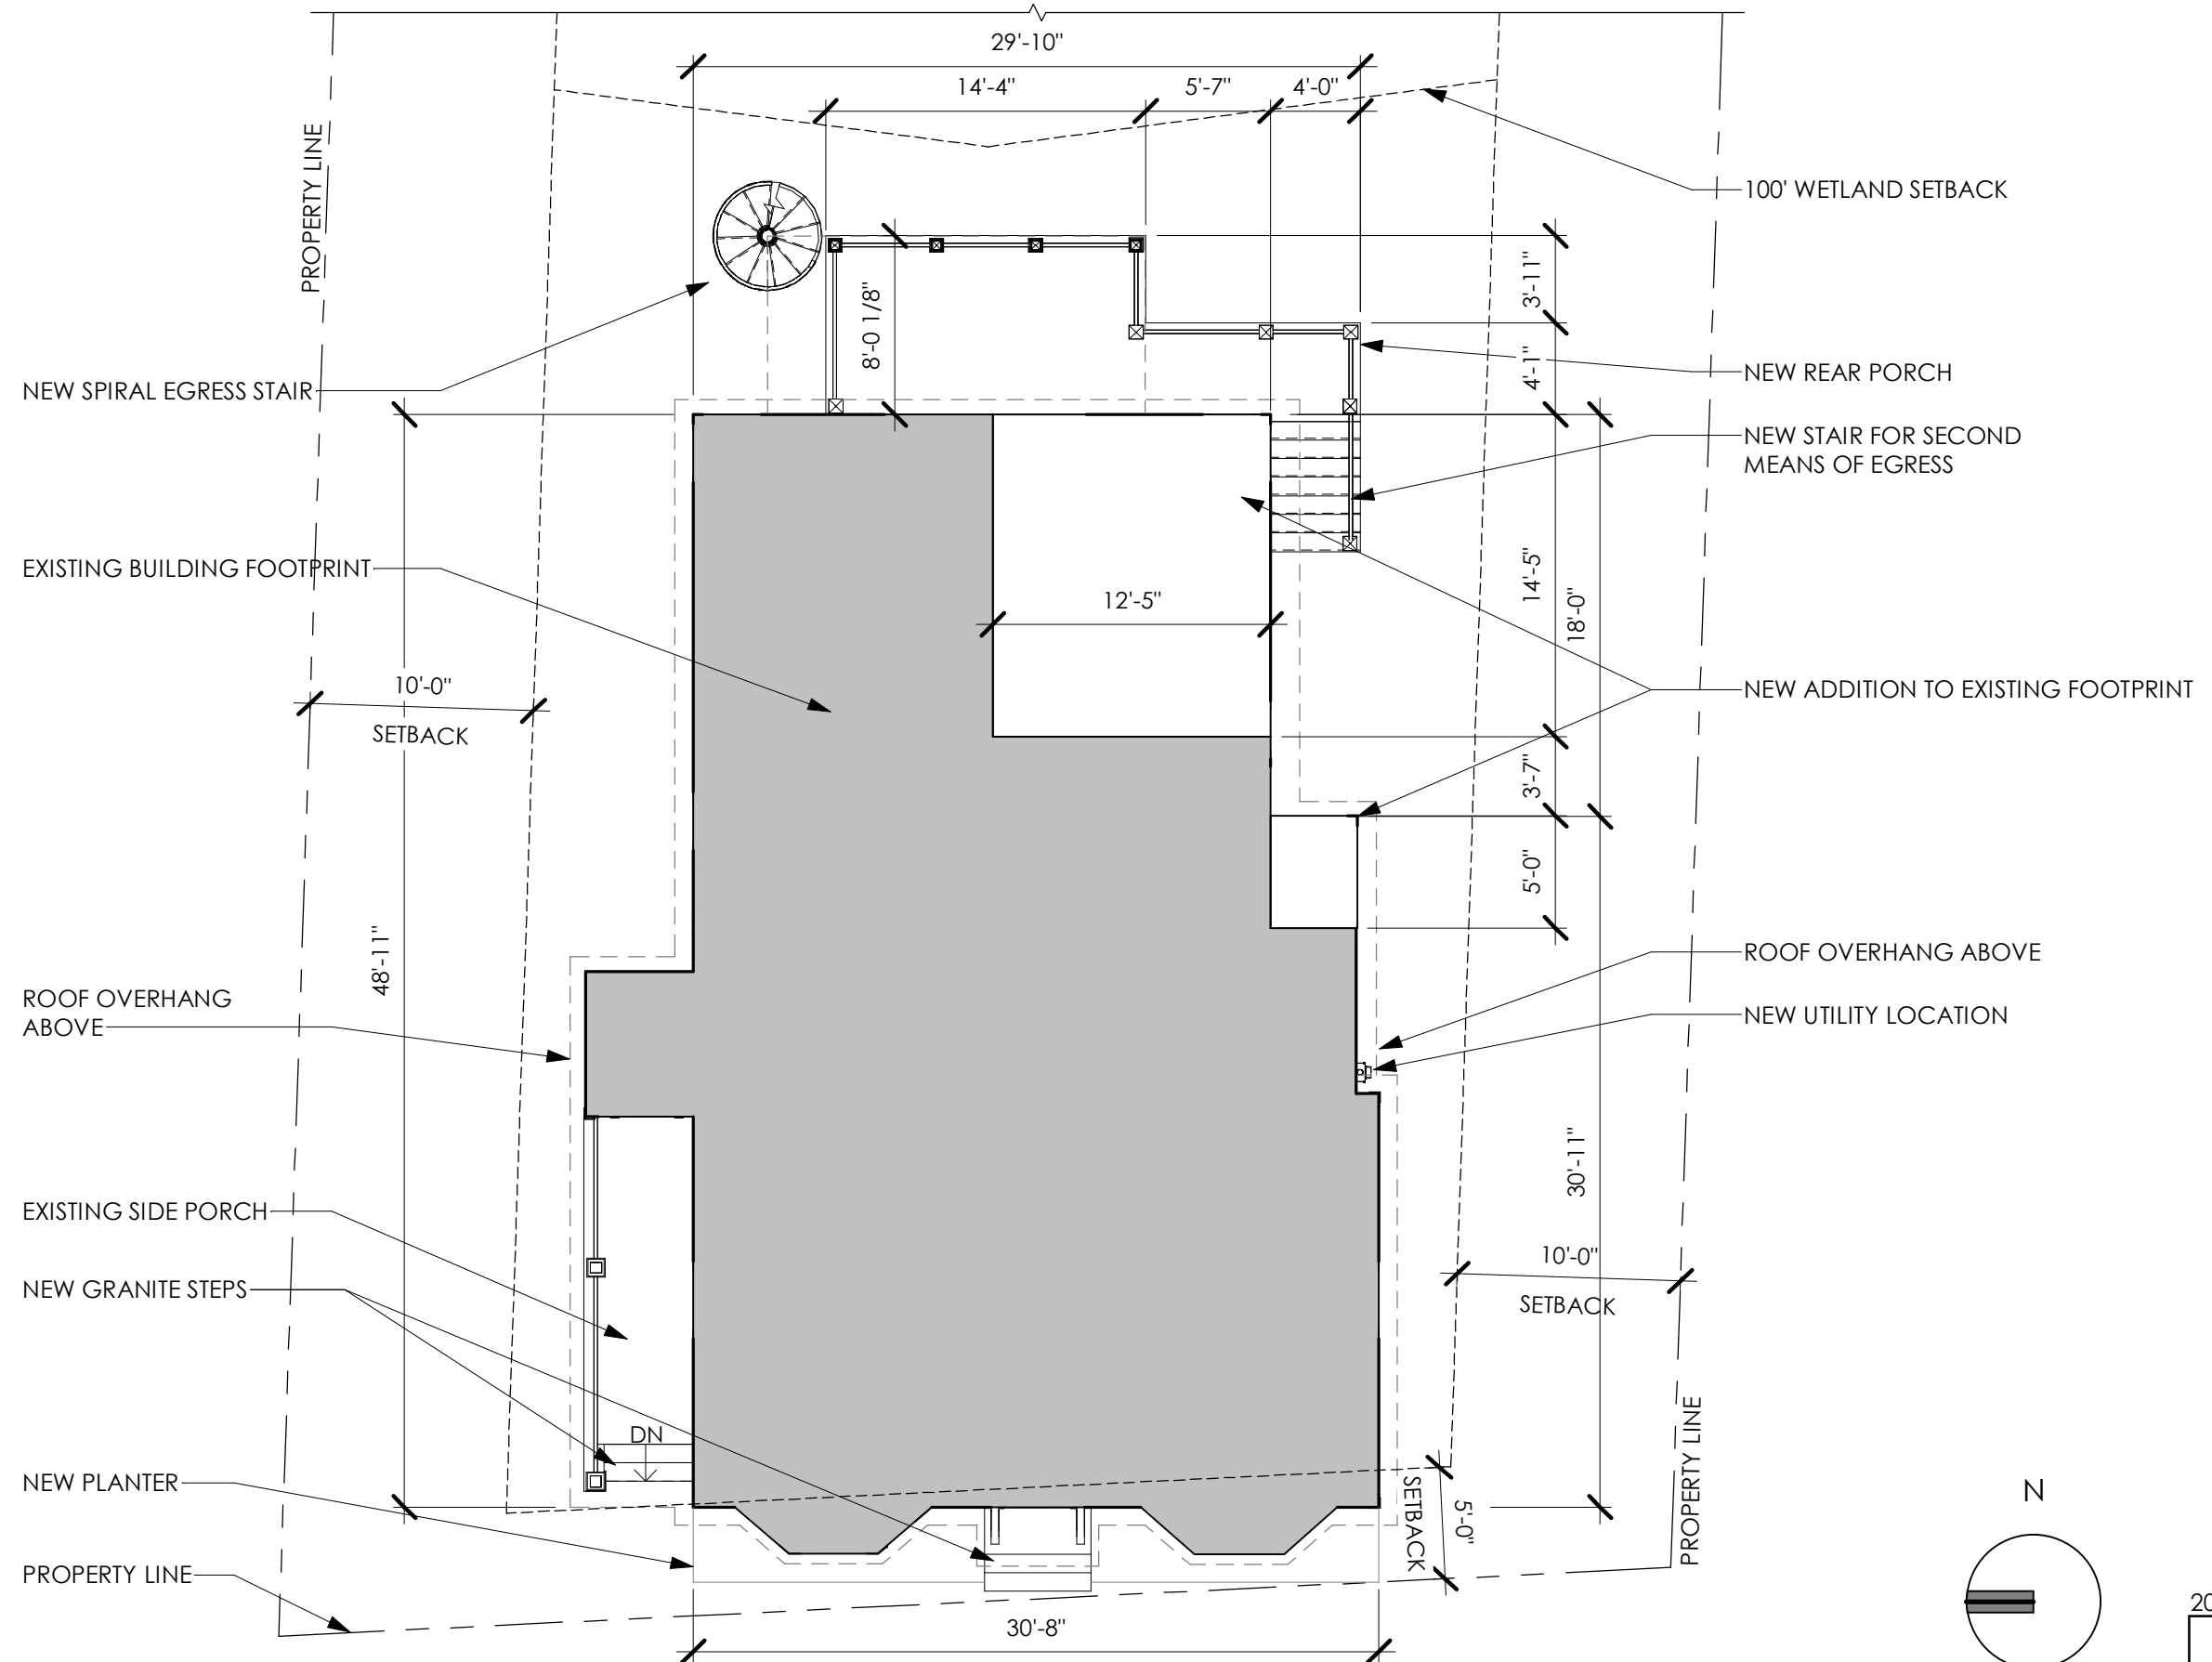 29'-10"
14'-4"
5'-7"
4'-0"
PROPERTY LINE
100' WETLAND SETBACK
3'-11"
8'-0 1/8"
4'-1"
NEW SPIRAL EGRESS STAIR
NEW REAR PORCH
NEW STAIR FOR SECOND
MEANS OF EGRESS
EXISTING BUILDING FOOTPRINT
14'-5"
18'-0"
12'-5"
10'-0"
SETBACK
NEW ADDITION TO EXISTING FOOTPRINT
3'-7"
5'-0"
48'-11"
ROOF OVERHANG
ABOVE
ROOF OVERHANG ABOVE
NEW UTILITY LOCATION
30'-11"
EXISTING SIDE PORCH
NEW GRANITE STEPS
10'-0"
SETBACK
DN
NEW PLANTER
SETBACK
5'-0"
PROPERTY LINE
N
PROPERTY LINE
30'-8"
20